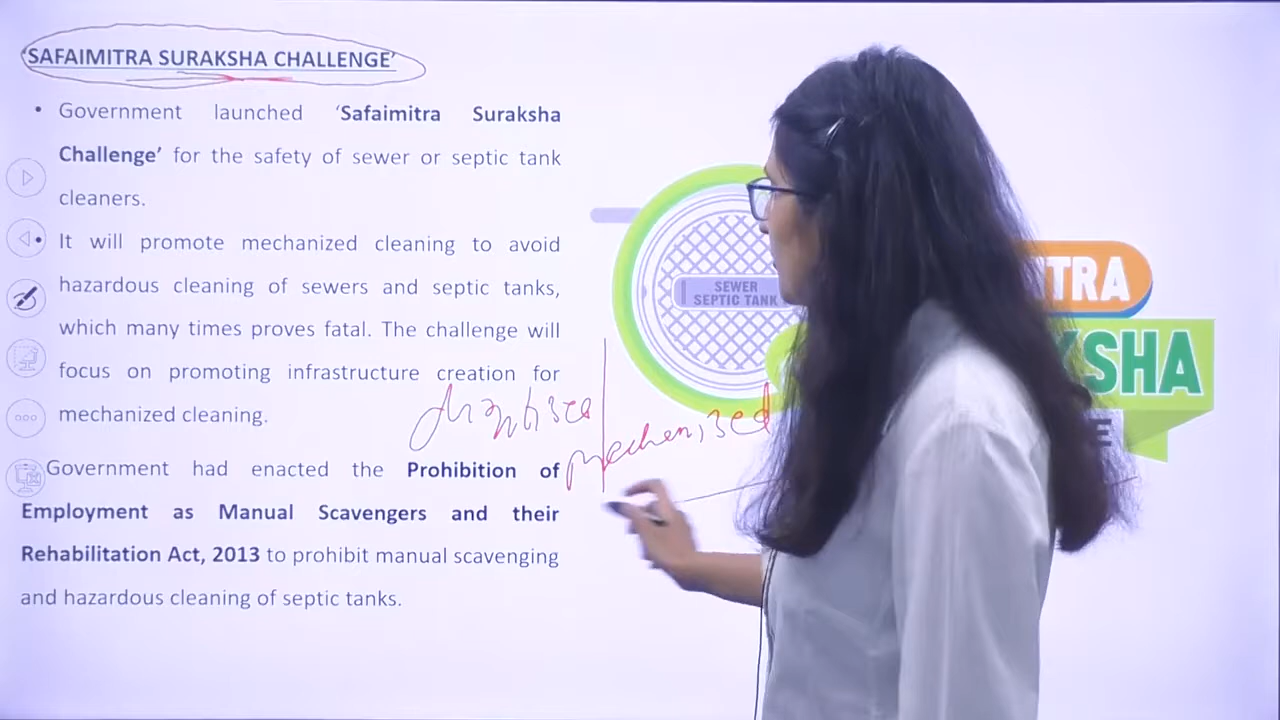 'SAFAIMITRA SURAKSHA CHALLENGE'
• Government launched ‘Safaimitra Suraksha
Challenge’ for the safety of sewer or septic tank
cleaners.
• It will promote mechanized cleaning to avoid
hazardous cleaning of sewers and septic tanks,
which many times proves fatal. The challenge will
focus on promoting infrastructure creation for
mechanized cleaning.
Government had enacted the Prohibition of
Employment as Manual Scavengers and their
Rehabilitation Act, 2013 to prohibit manual scavenging
and hazardous cleaning of septic tanks.
mechenized
SEWER
SEPTIC TANK
TRA
KSHA
E